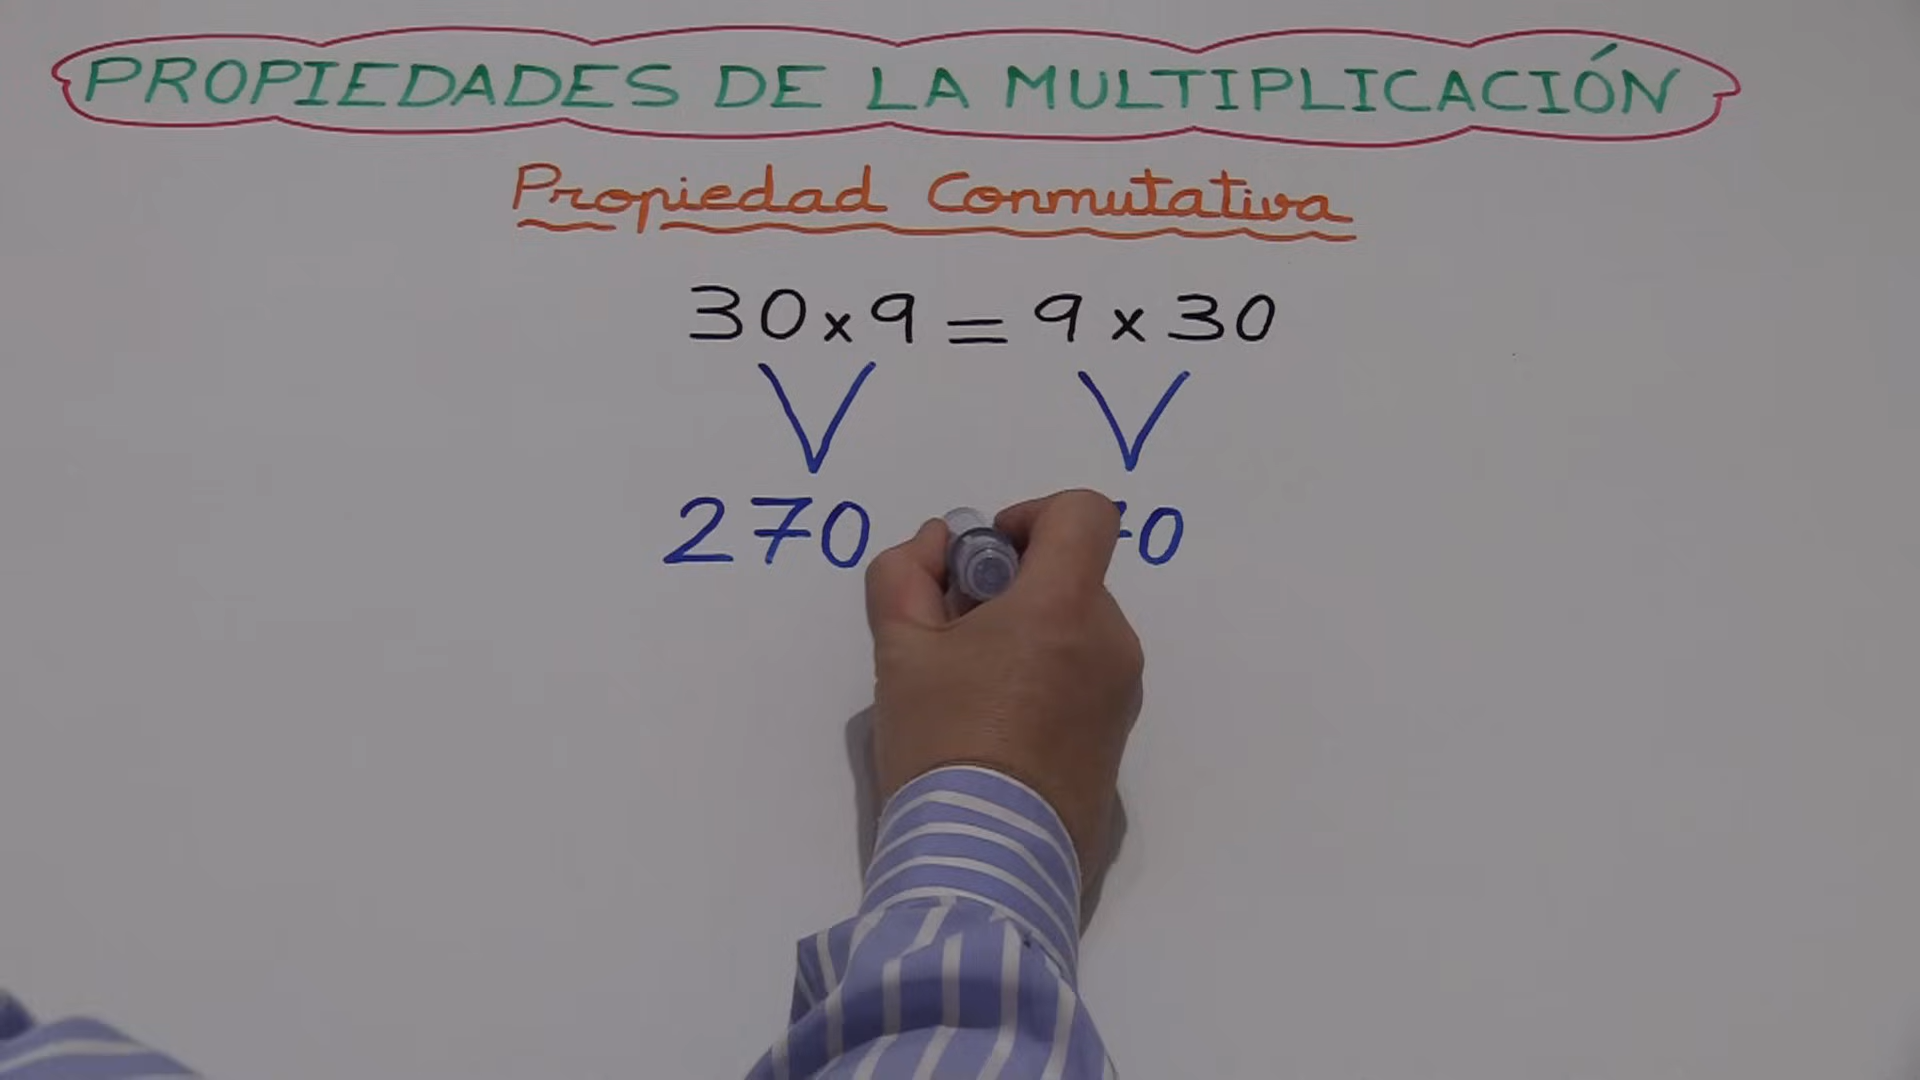 PROPIEDADES DE LA MULTIPLICACIÓN
Propiedad Conmutativa
30 x 9 = 9 x 30
270